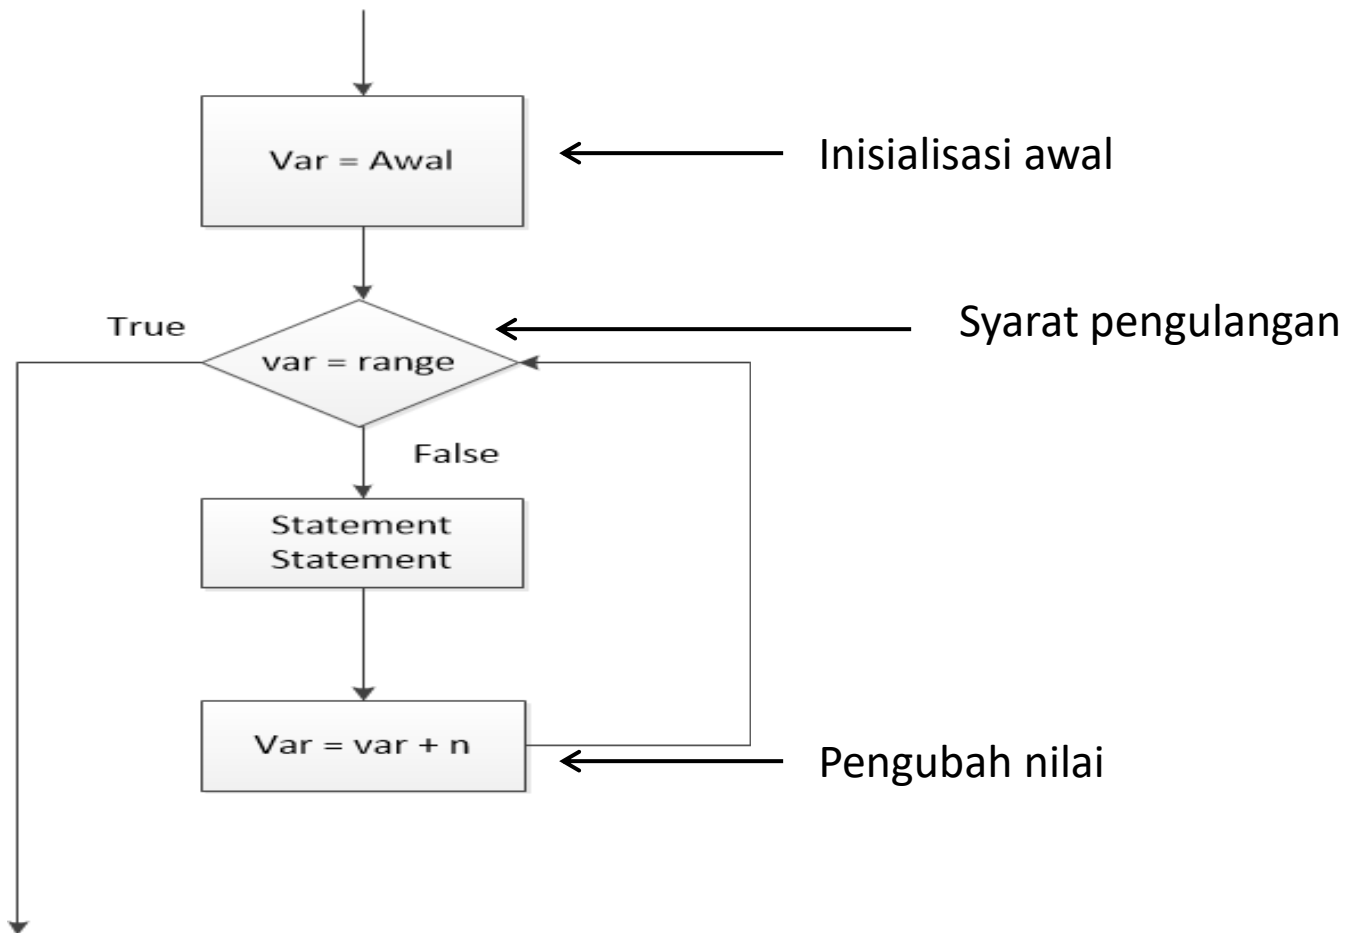 Var = Awal
Inisialisasi awal
True
Syarat pengulangan
var = range
False
Statement
Statement
Var = var + n
Pengubah nilai